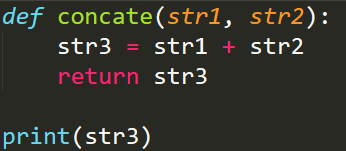 def concate(str1, str2):
    str3 = str1 + str2
    return str3
print(str3)